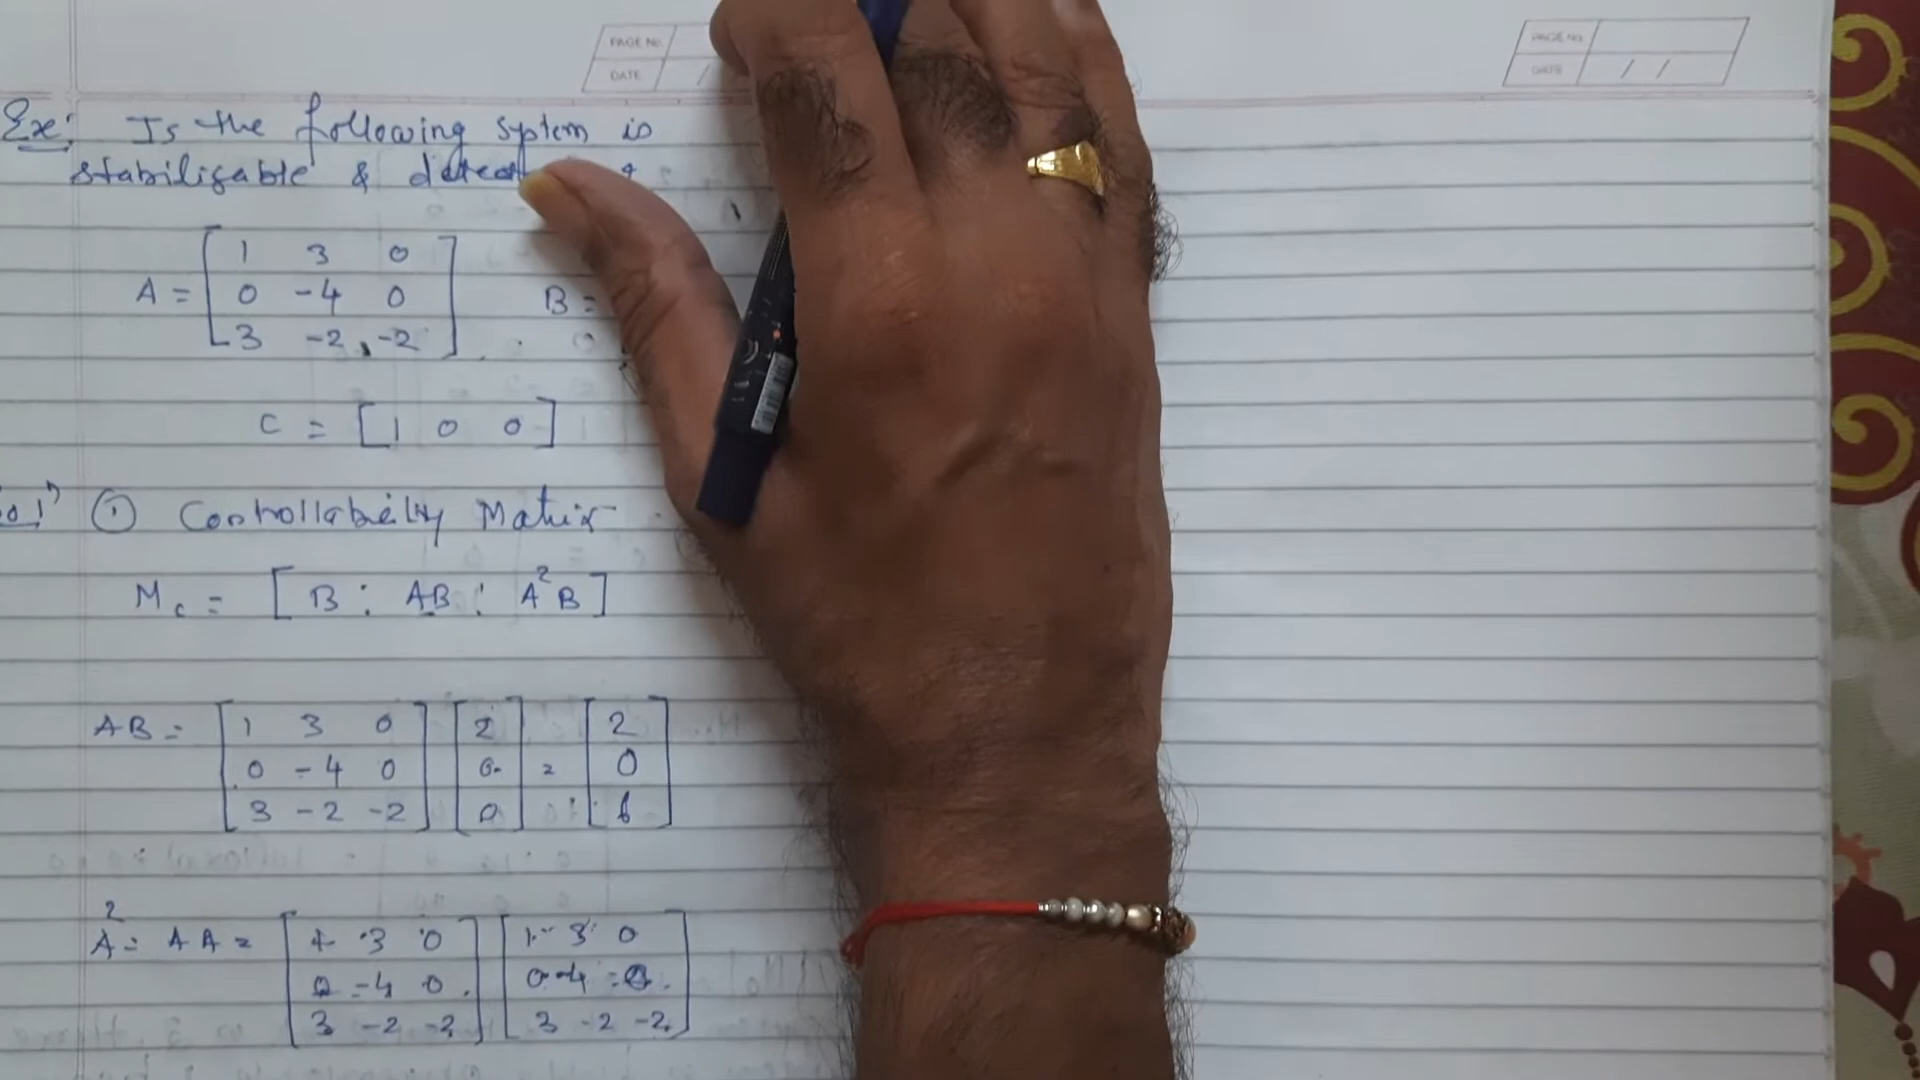 PAGE No.
DATE /
PAGE No.
DATE / /
Ex: Is the following system is
stabilizable &
A = [ 1 3 0
0 -4 0
3 -2 -2 ]
B =
C = [ 1 0 0 ]
Sol^n ① Controllability Matrix
Mc = [ B : AB : A²B ]
AB = [ 1 3 0
0 -4 0
3 -2 -2 ] [ 2
0
0 ] = [ 2
0
6 ]
A² = AA = [ 1 3 0
0 -4 0
3 -2 -2 ] [ 1 3 0
0 -4 0
3 -2 -2 ]